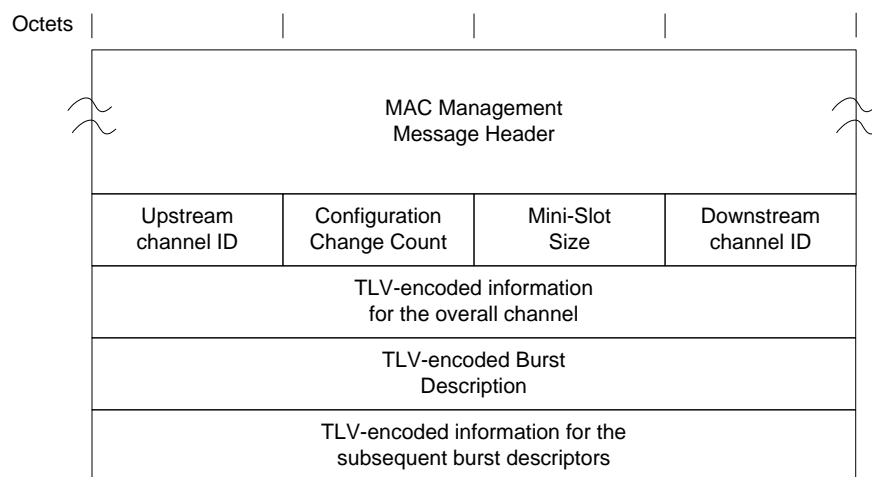 Octets
MAC Management
Message Header
Upstream
channel ID
Configuration
Change Count
Mini-Slot
Size
Downstream
channel ID
TLV-encoded information
for the overall channel
TLV-encoded Burst
Description
TLV-encoded information for the
subsequent burst descriptors